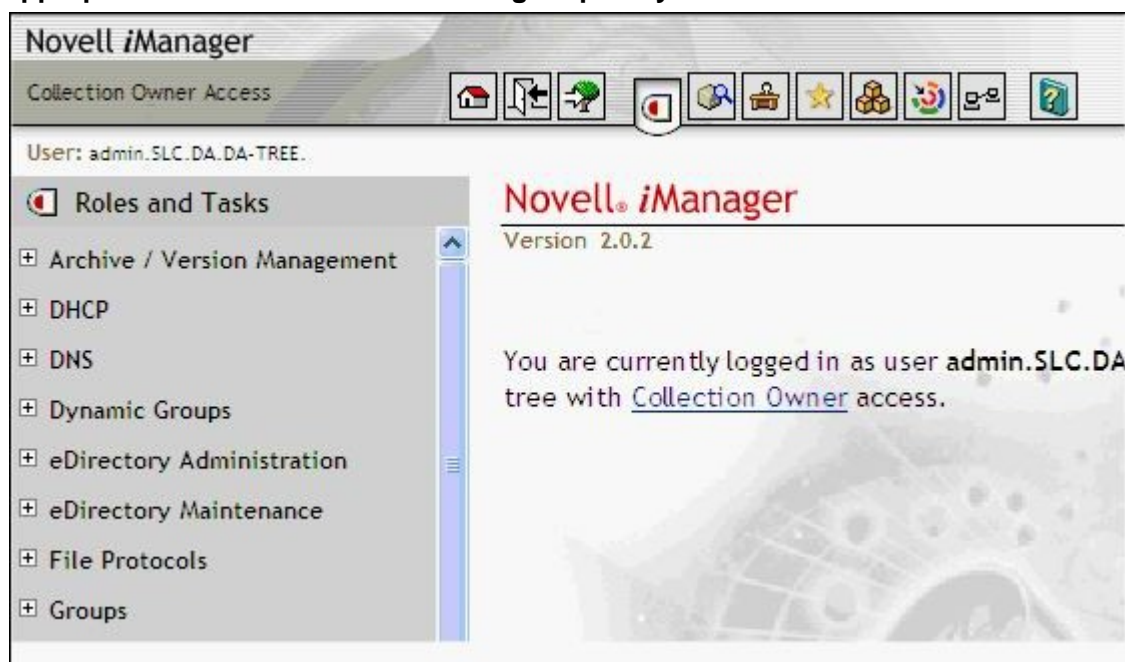 Novell iManager
Collection Owner Access
User: admin.SLC.DA.DA-TREE.
Roles and Tasks
Archive / Version Management
DHCP
DNS
Dynamic Groups
eDirectory Administration
eDirectory Maintenance
File Protocols
Groups
Novell® iManager
Version 2.0.2
You are currently logged in as user admin.SLC.DA
tree with Collection Owner access.